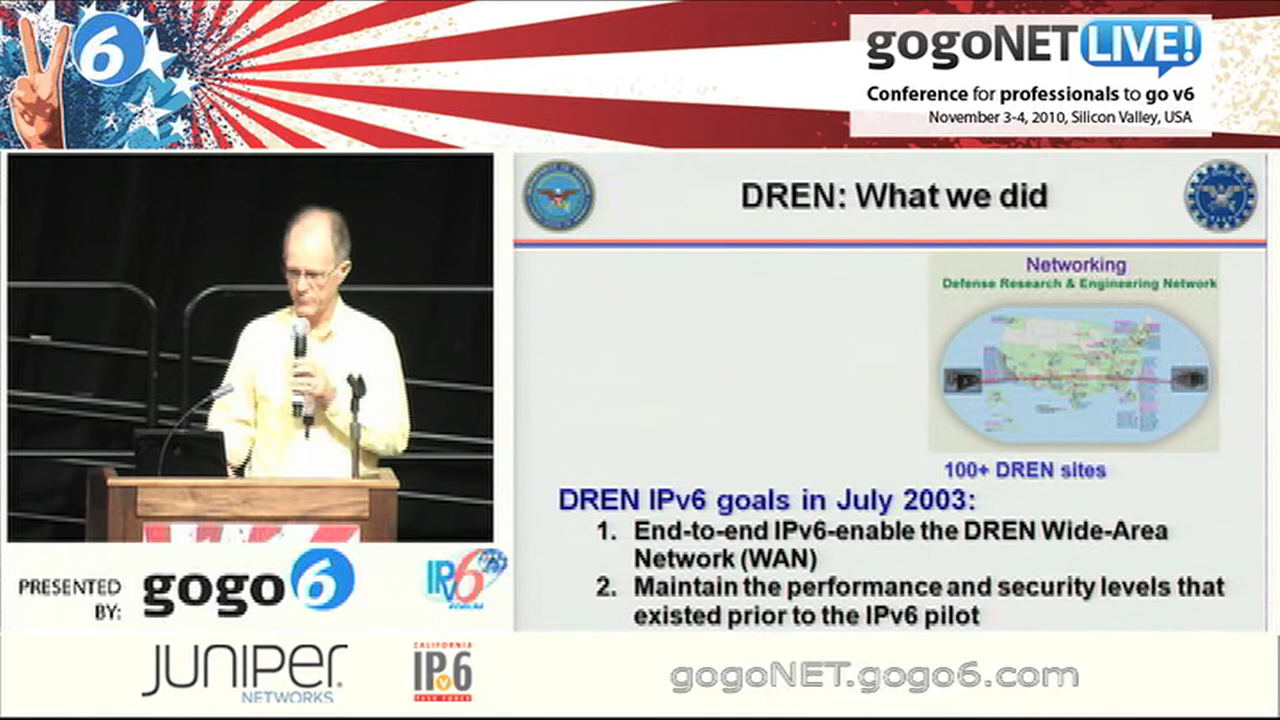 6
gogoNET LIVE!
Conference for professionals to go v6
November 3-4, 2010, Silicon Valley, USA
DREN: What we did
Networking
Defense Research & Engineering Network
100+ DREN sites
DREN IPv6 goals in July 2003:
1. End-to-end IPv6-enable the DREN Wide-Area
Network (WAN)
2. Maintain the performance and security levels that
existed prior to the IPv6 pilot
PRESENTED
BY:
gogo6
IPv6
FORUM
JUNIPER
NETWORKS
CALIFORNIA
IPv6
TASK FORCE
gogoNET.gogo6.com